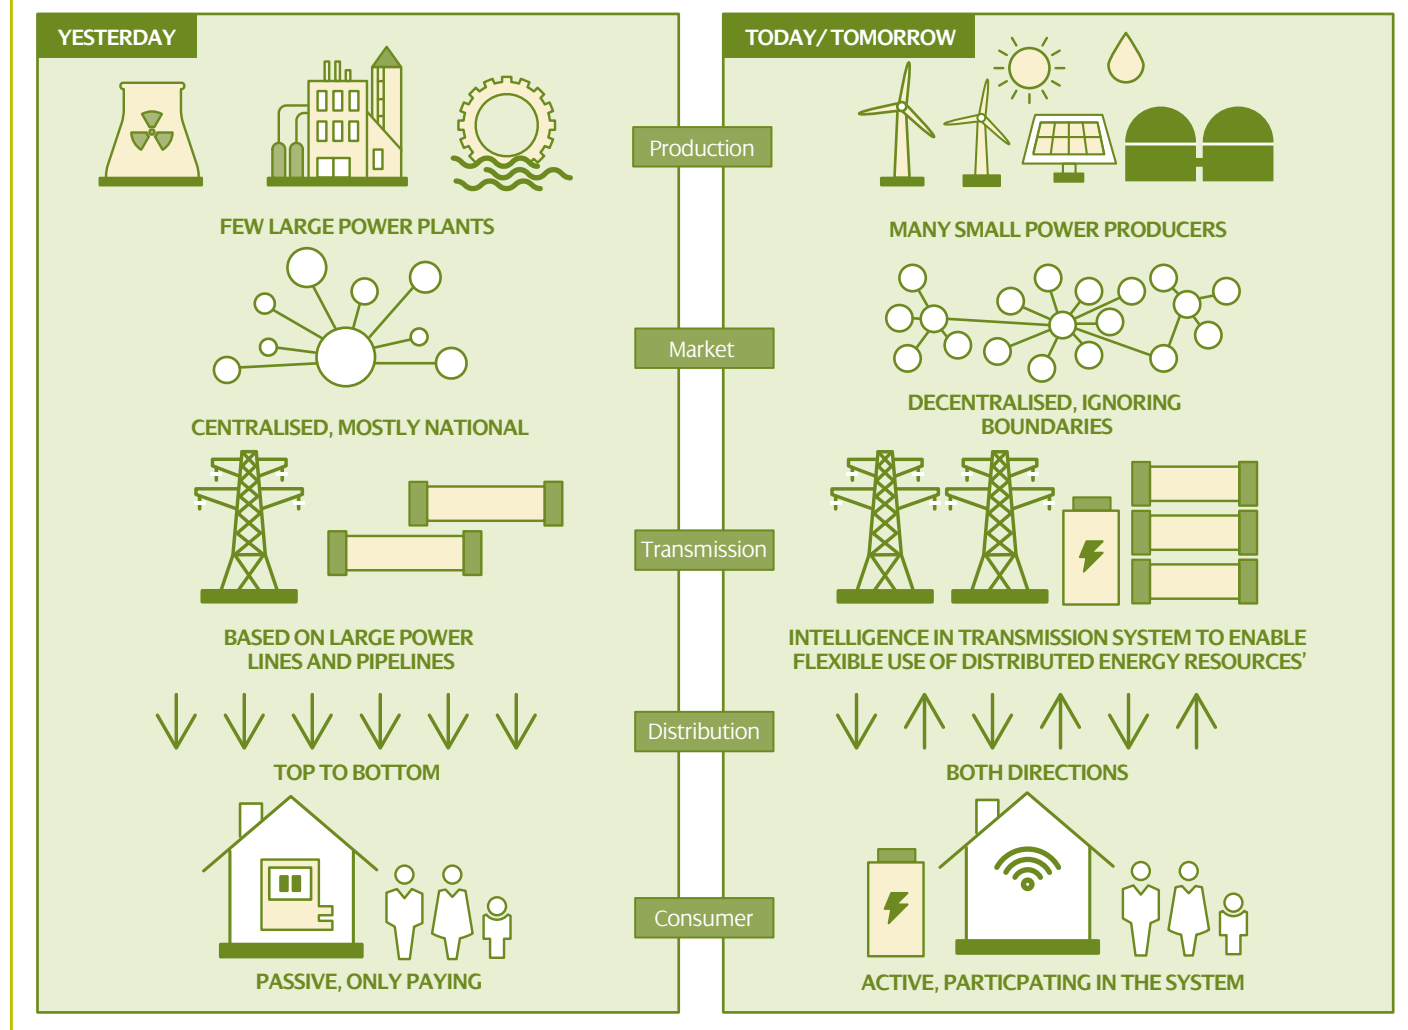 YESTERDAY
TODAY/ TOMORROW
Production
FEW LARGE POWER PLANTS
MANY SMALL POWER PRODUCERS
Market
CENTRALISED, MOSTLY NATIONAL
DECENTRALISED, IGNORING
BOUNDARIES
Transmission
BASED ON LARGE POWER
LINES AND PIPELINES
INTELLIGENCE IN TRANSMISSION SYSTEM TO ENABLE
FLEXIBLE USE OF DISTRIBUTED ENERGY RESOURCES’
Distribution
TOP TO BOTTOM
BOTH DIRECTIONS
Consumer
PASSIVE, ONLY PAYING
ACTIVE, PARTICPATING IN THE SYSTEM